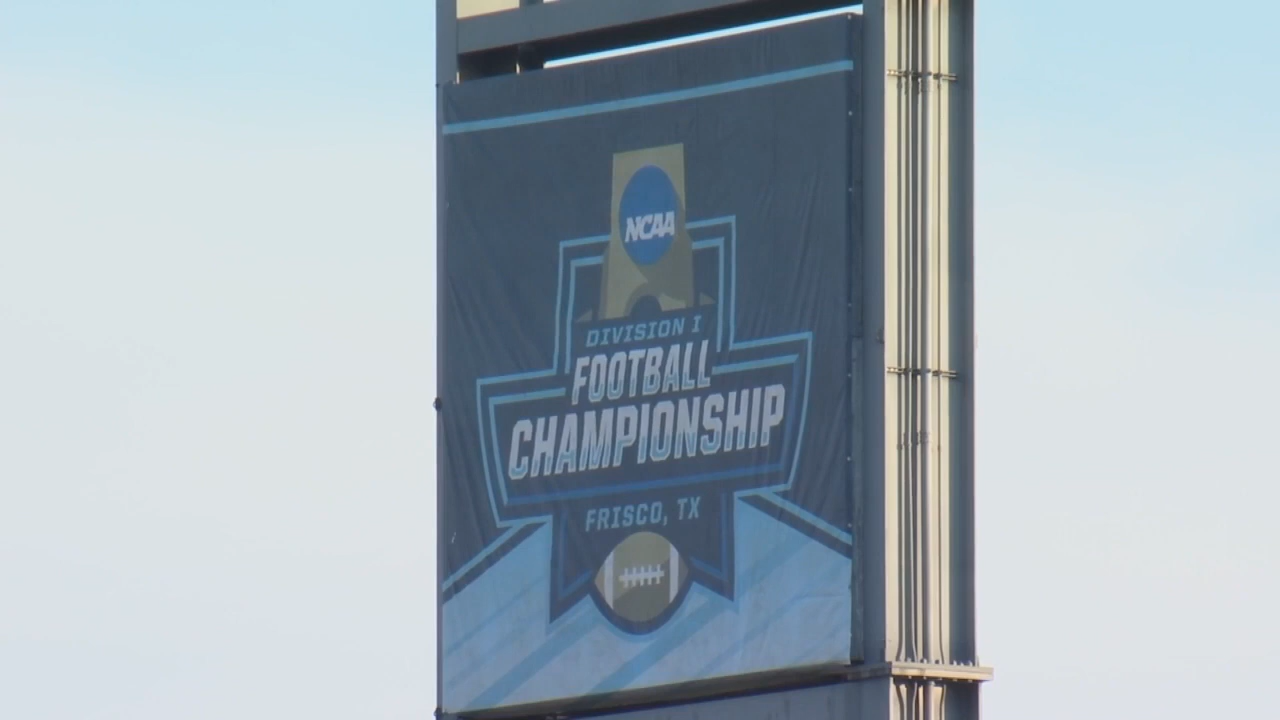 NCAA
DIVISION I
FOOTBALL
CHAMPIONSHIP
FRISCO, TX